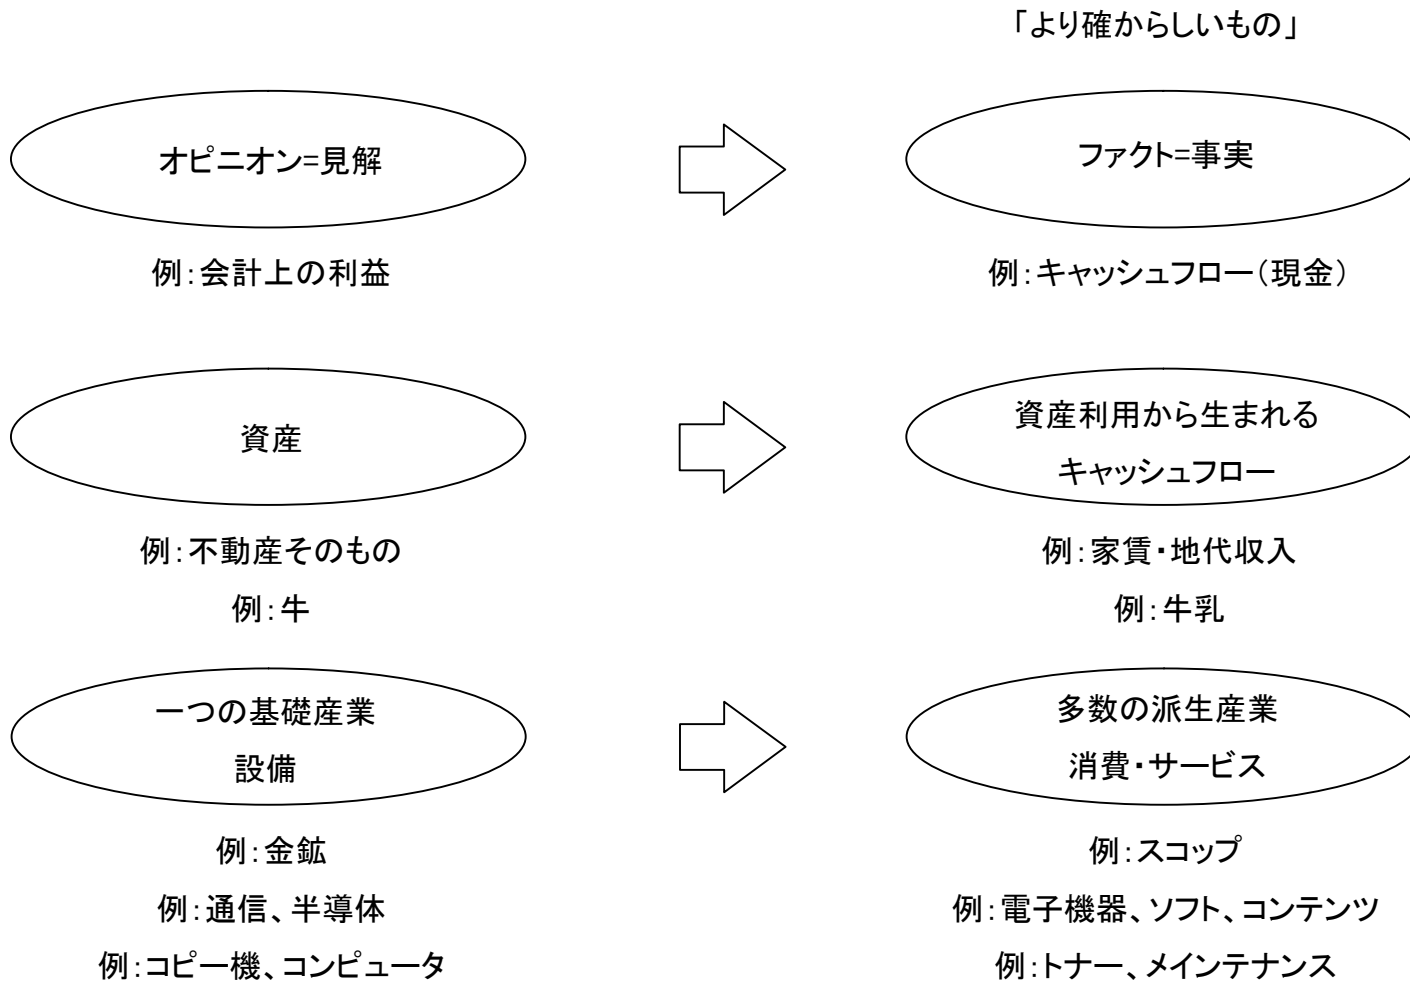 「より確からしいもの」
オピニオン=見解
ファクト=事実
例:会計上の利益
例:キャッシュフロー(現金)
資産
資産利用から生まれる
キャッシュフロー
例:不動産そのもの
例:家賃・地代収入
例:牛
例:牛乳
一つの基礎産業
設備
多数の派生産業
消費・サービス
例:金鉱
例:スコップ
例:通信、半導体
例:電子機器、ソフト、コンテンツ
例:コピー機、コンピュータ
例:トナー、メインテナンス